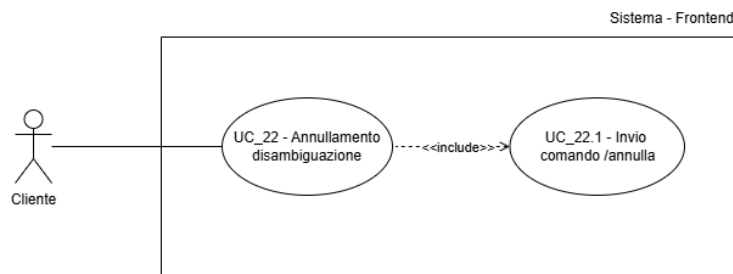 Sistema - Frontend
UC_22 - Annullamento
disambiguazione
<<include>>
UC_22.1 - Invio
comando /annulla
Cliente